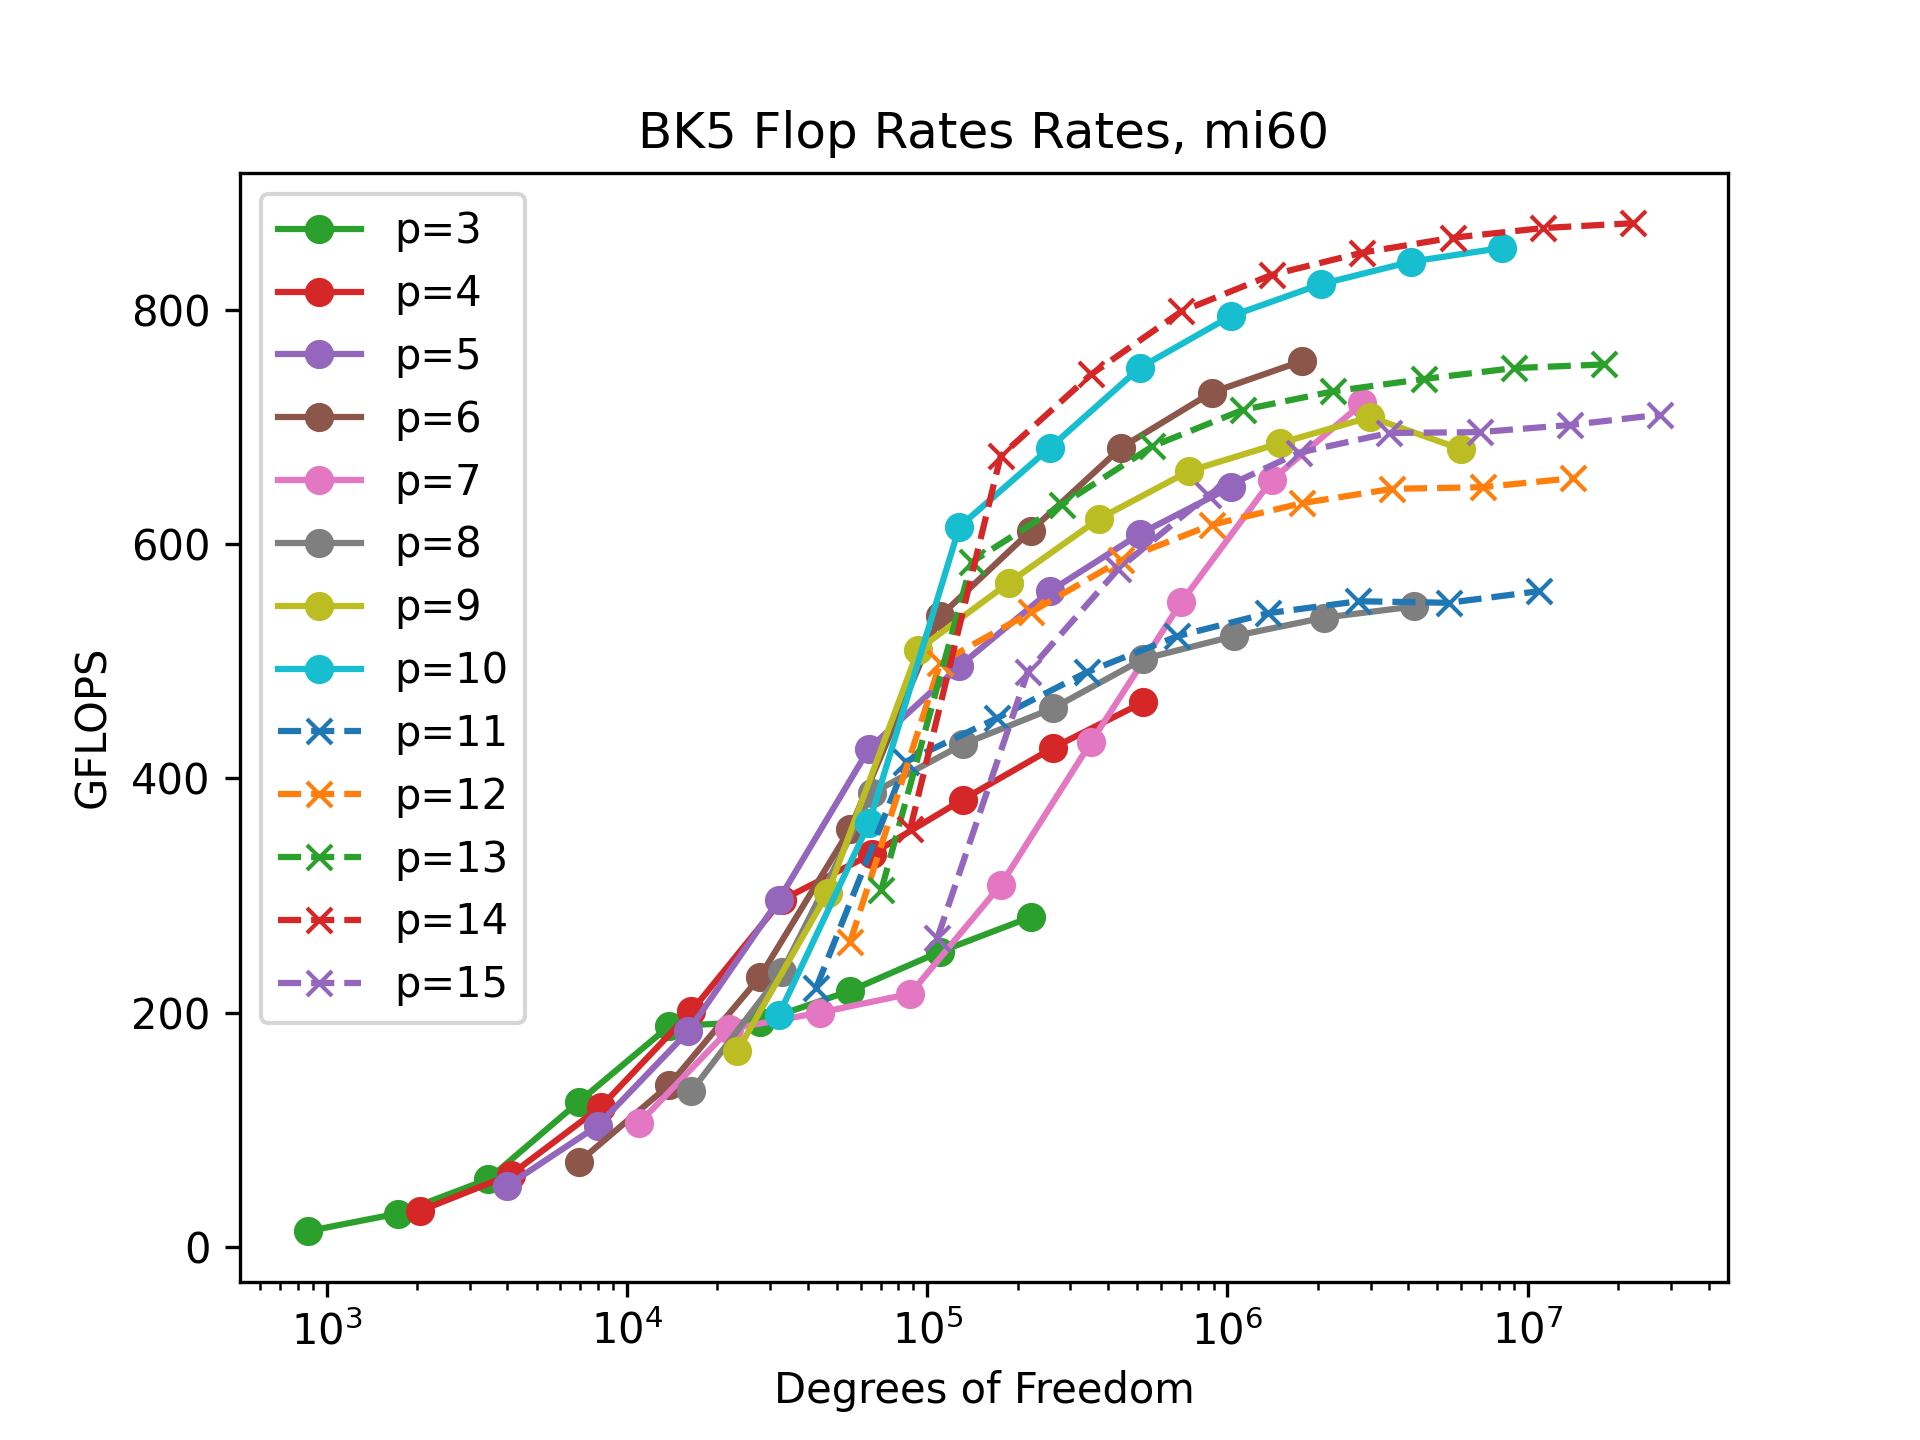 BK5 Flop Rates Rates, mi60
p=3
p=4
p=5
p=6
p=7
p=8
p=9
p=10
p=11
p=12
p=13
p=14
p=15
800
600
400
200
0
GFLOPS
10³ 10⁴ 10⁵ 10⁶ 10⁷
Degrees of Freedom